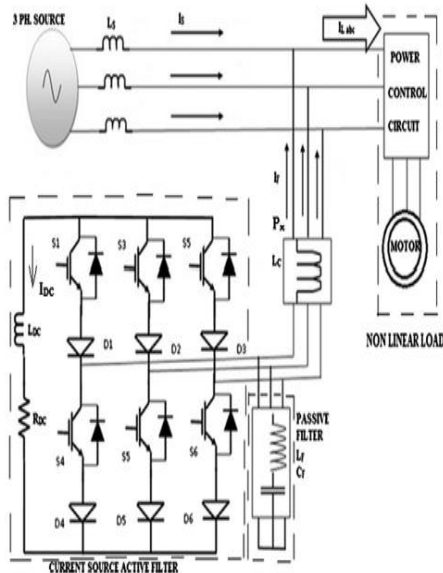 3 PH. SOURCE
LS
IS
IL abc
POWER
CONTROL
CIRCUIT
If
Px
LC
MOTOR
NON LINEAR LOAD
S1
S3
S5
IDC
LDC
D1
D2
D3
RDC
S4
S5
S6
PASSIVE
FILTER
Lf
Cf
D4
D5
D6
CURRENT SOURCE ACTIVE FILTER